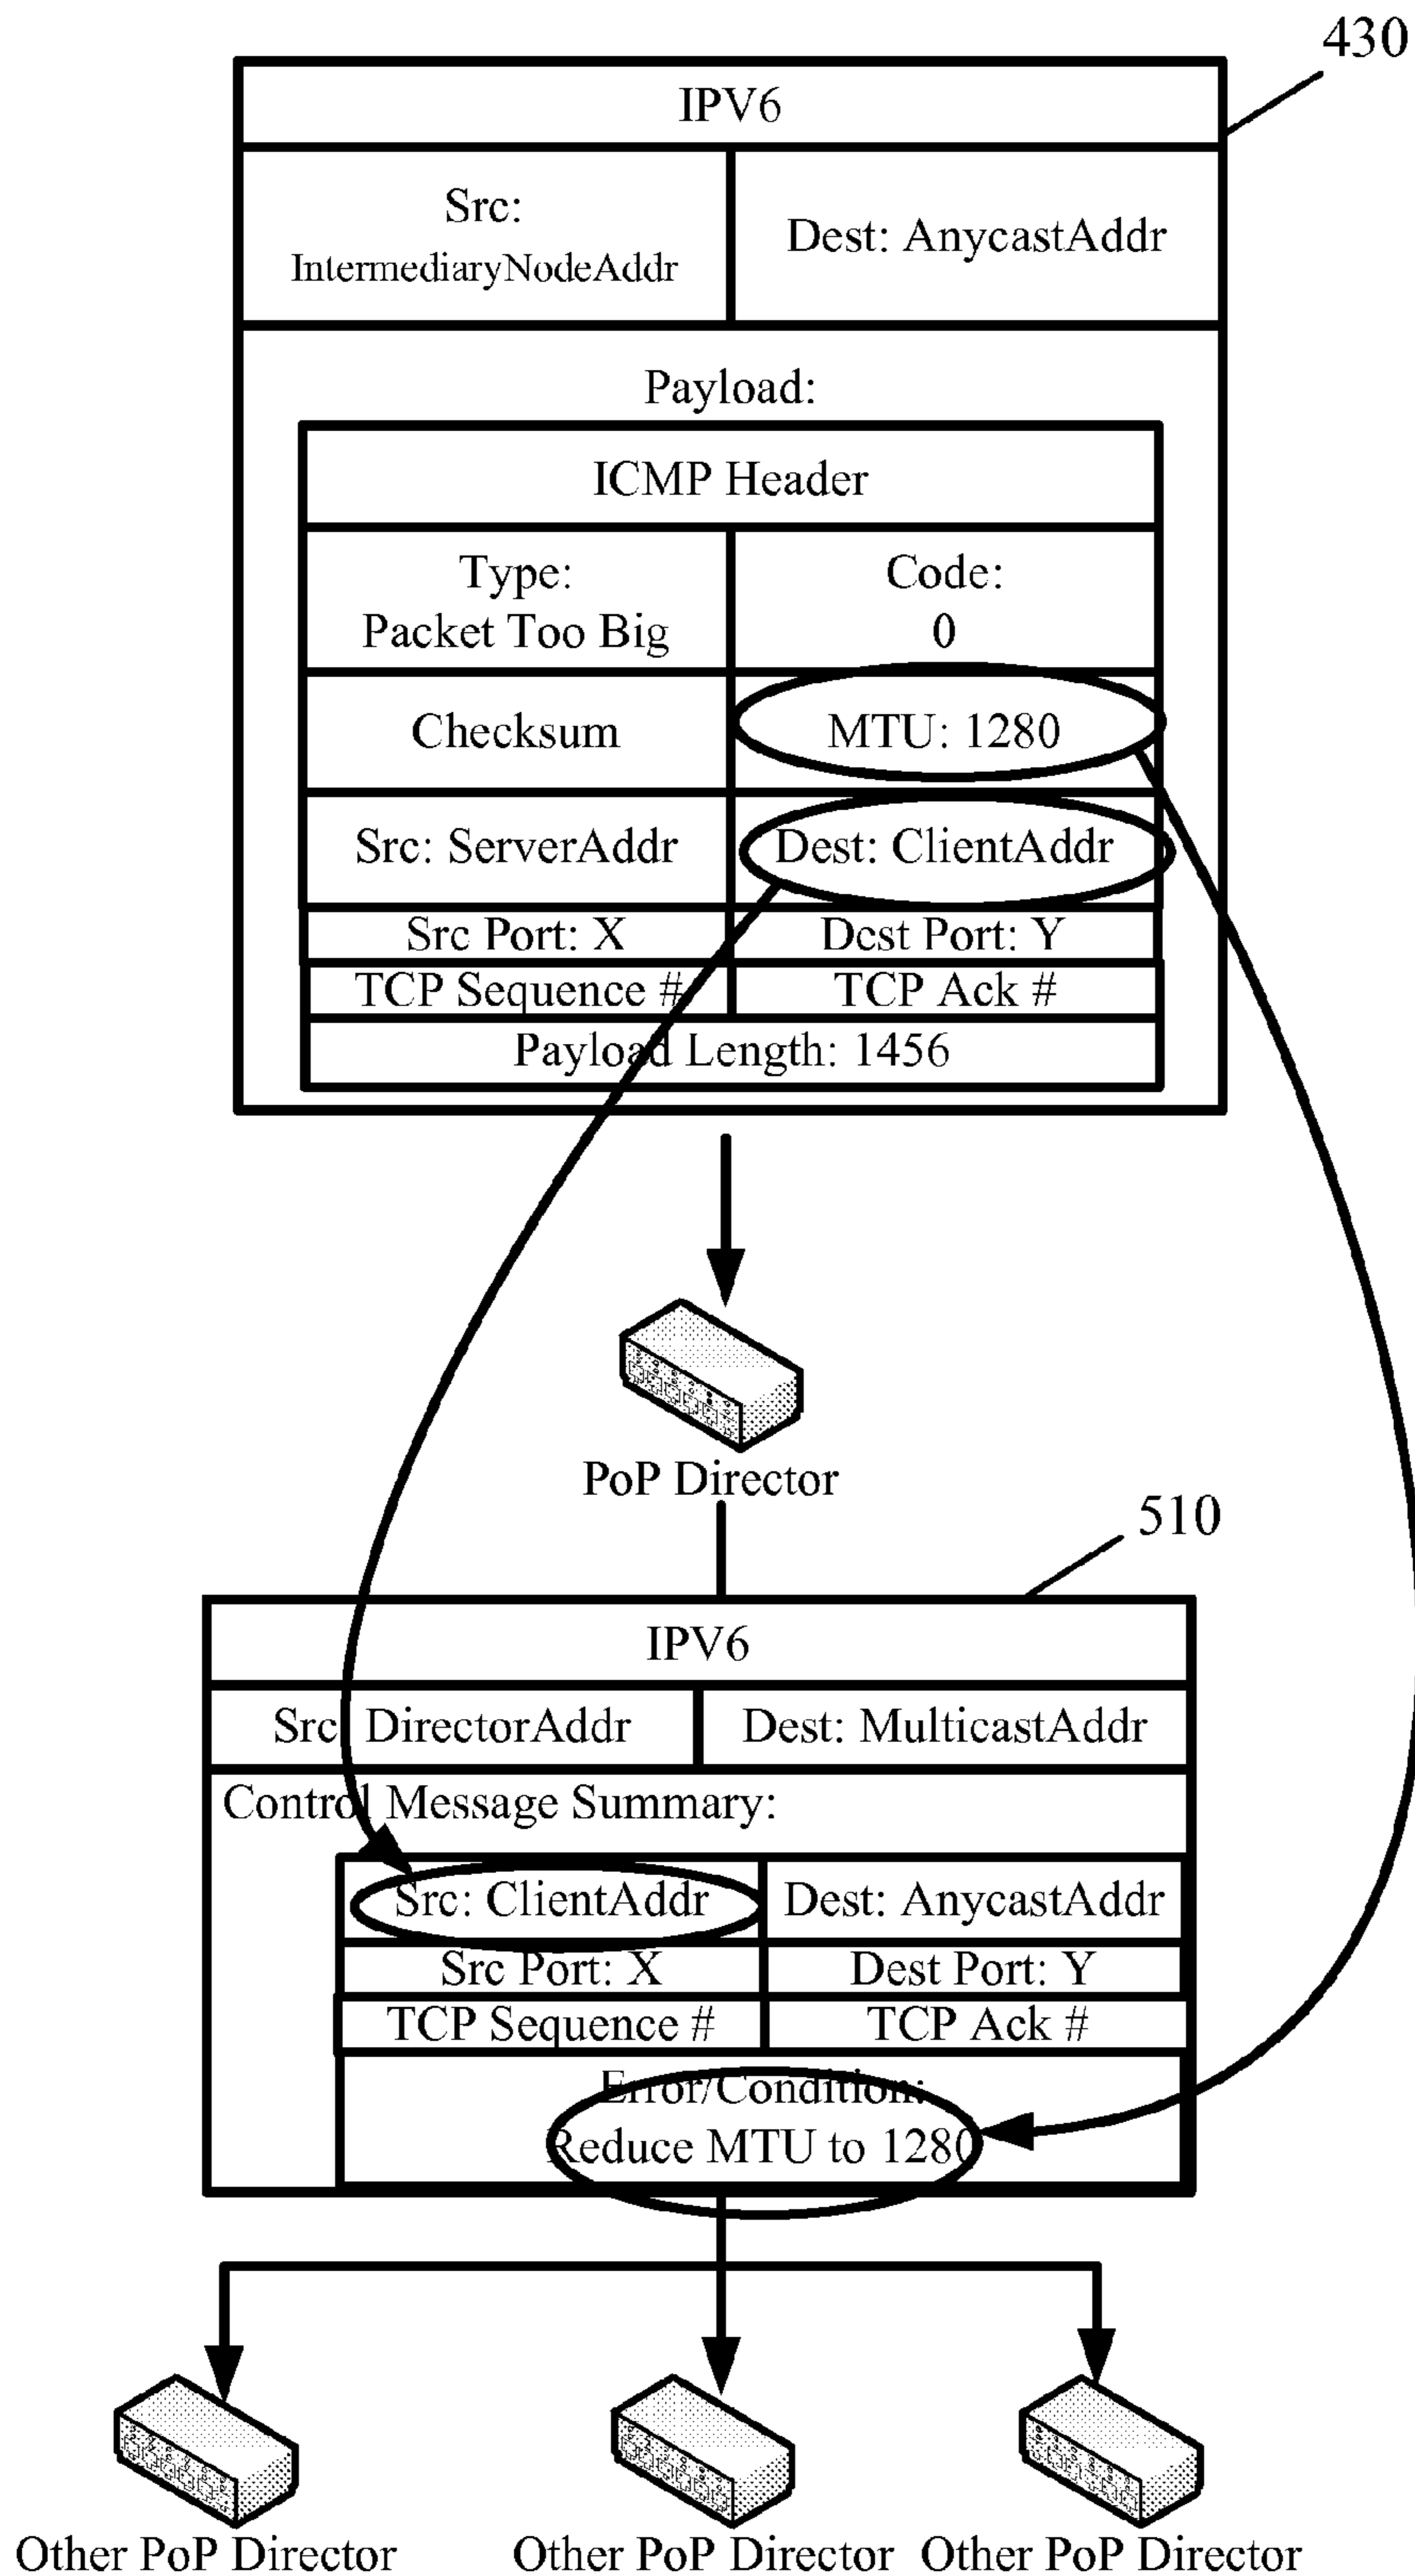 430
IPV6
Src:
IntermediaryNodeAddr
Dest: AnycastAddr
Payload:
ICMP Header
Type:
Packet Too Big
Code:
0
Checksum
MTU: 1280
Src: ServerAddr
Dest: ClientAddr
Src Port: X
Dest Port: Y
TCP Sequence #
TCP Ack #
Payload Length: 1456
PoP Director
510
IPV6
Src: DirectorAddr
Dest: MulticastAddr
Control Message Summary:
Src: ClientAddr
Dest: AnycastAddr
Src Port: X
Dest Port: Y
TCP Sequence #
TCP Ack #
Error/Condition:
Reduce MTU to 1280
Other PoP Director
Other PoP Director
Other PoP Director